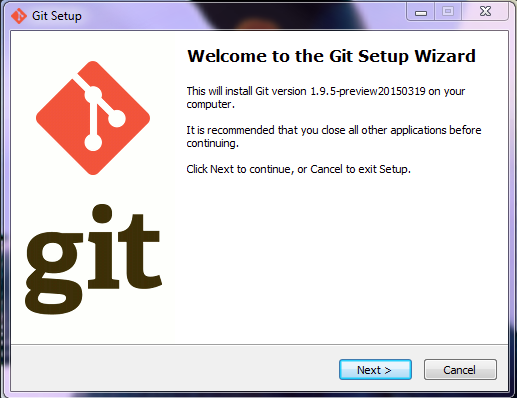 Git Setup
Welcome to the Git Setup Wizard
This will install Git version 1.9.5-preview20150319 on your
computer.
It is recommended that you close all other applications before
continuing.
Click Next to continue, or Cancel to exit Setup.
git
Next >
Cancel